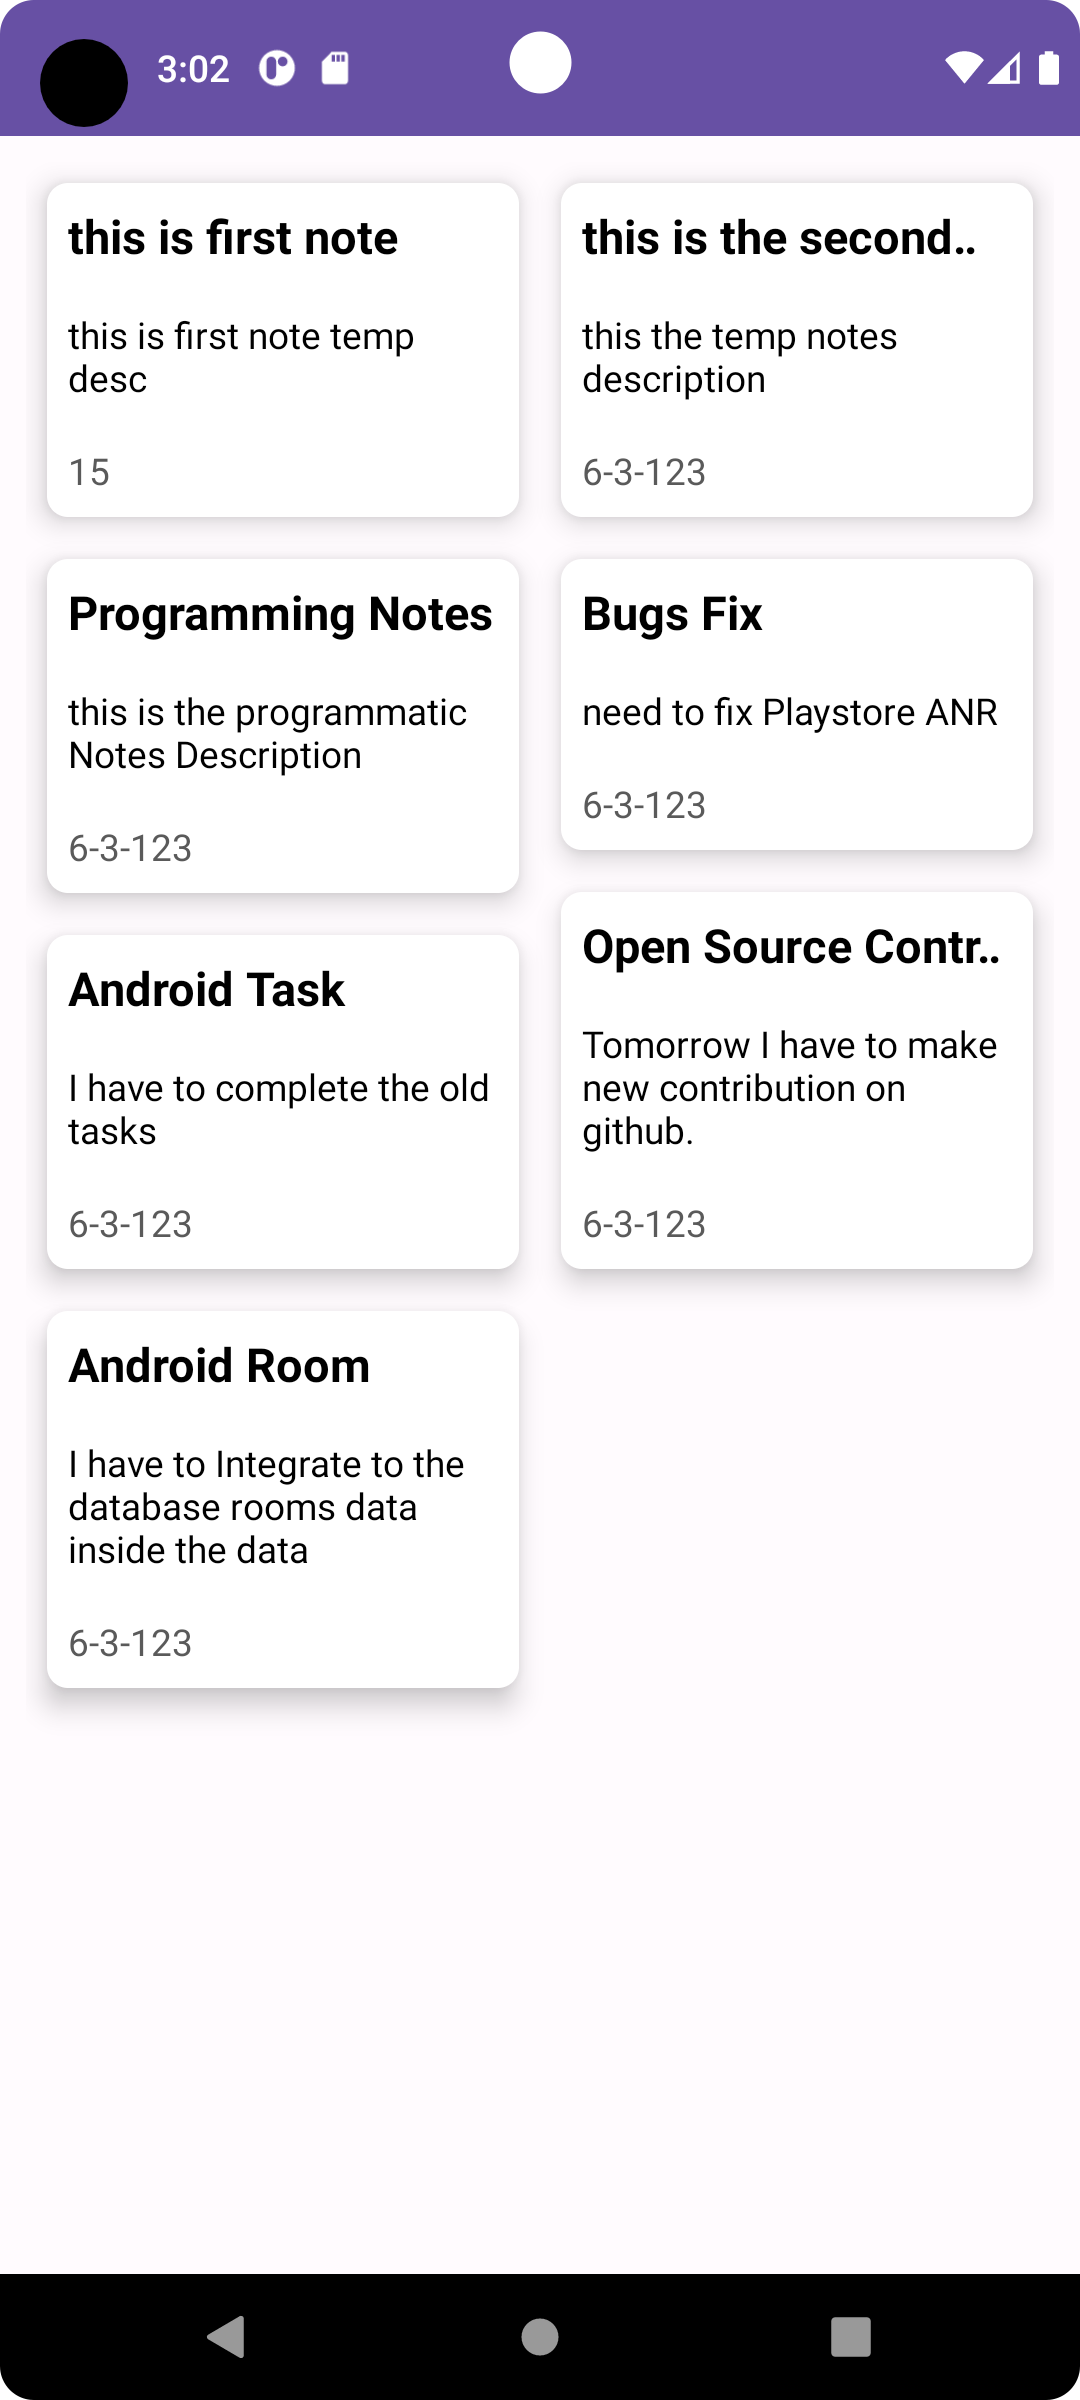 3:02
this is first note
this is first note temp
desc
15
this is the second..
this the temp notes
description
6-3-123
Programming Notes
this is the programmatic
Notes Description
6-3-123
Bugs Fix
need to fix Playstore ANR
6-3-123
Android Task
I have to complete the old
tasks
6-3-123
Open Source Contr..
Tomorrow I have to make
new contribution on
github.
6-3-123
Android Room
I have to Integrate to the
database rooms data
inside the data
6-3-123